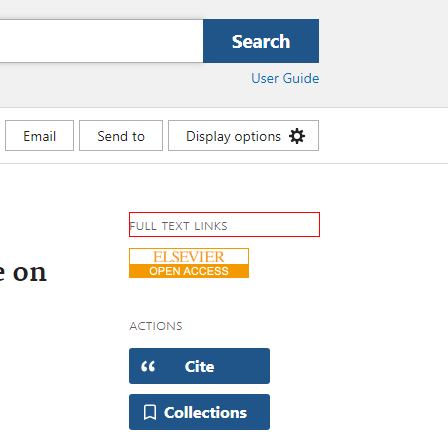 Search
User Guide
Email Send to Display options
FULL TEXT LINKS
ELSEVIER
OPEN ACCESS
on
ACTIONS
Cite
Collections